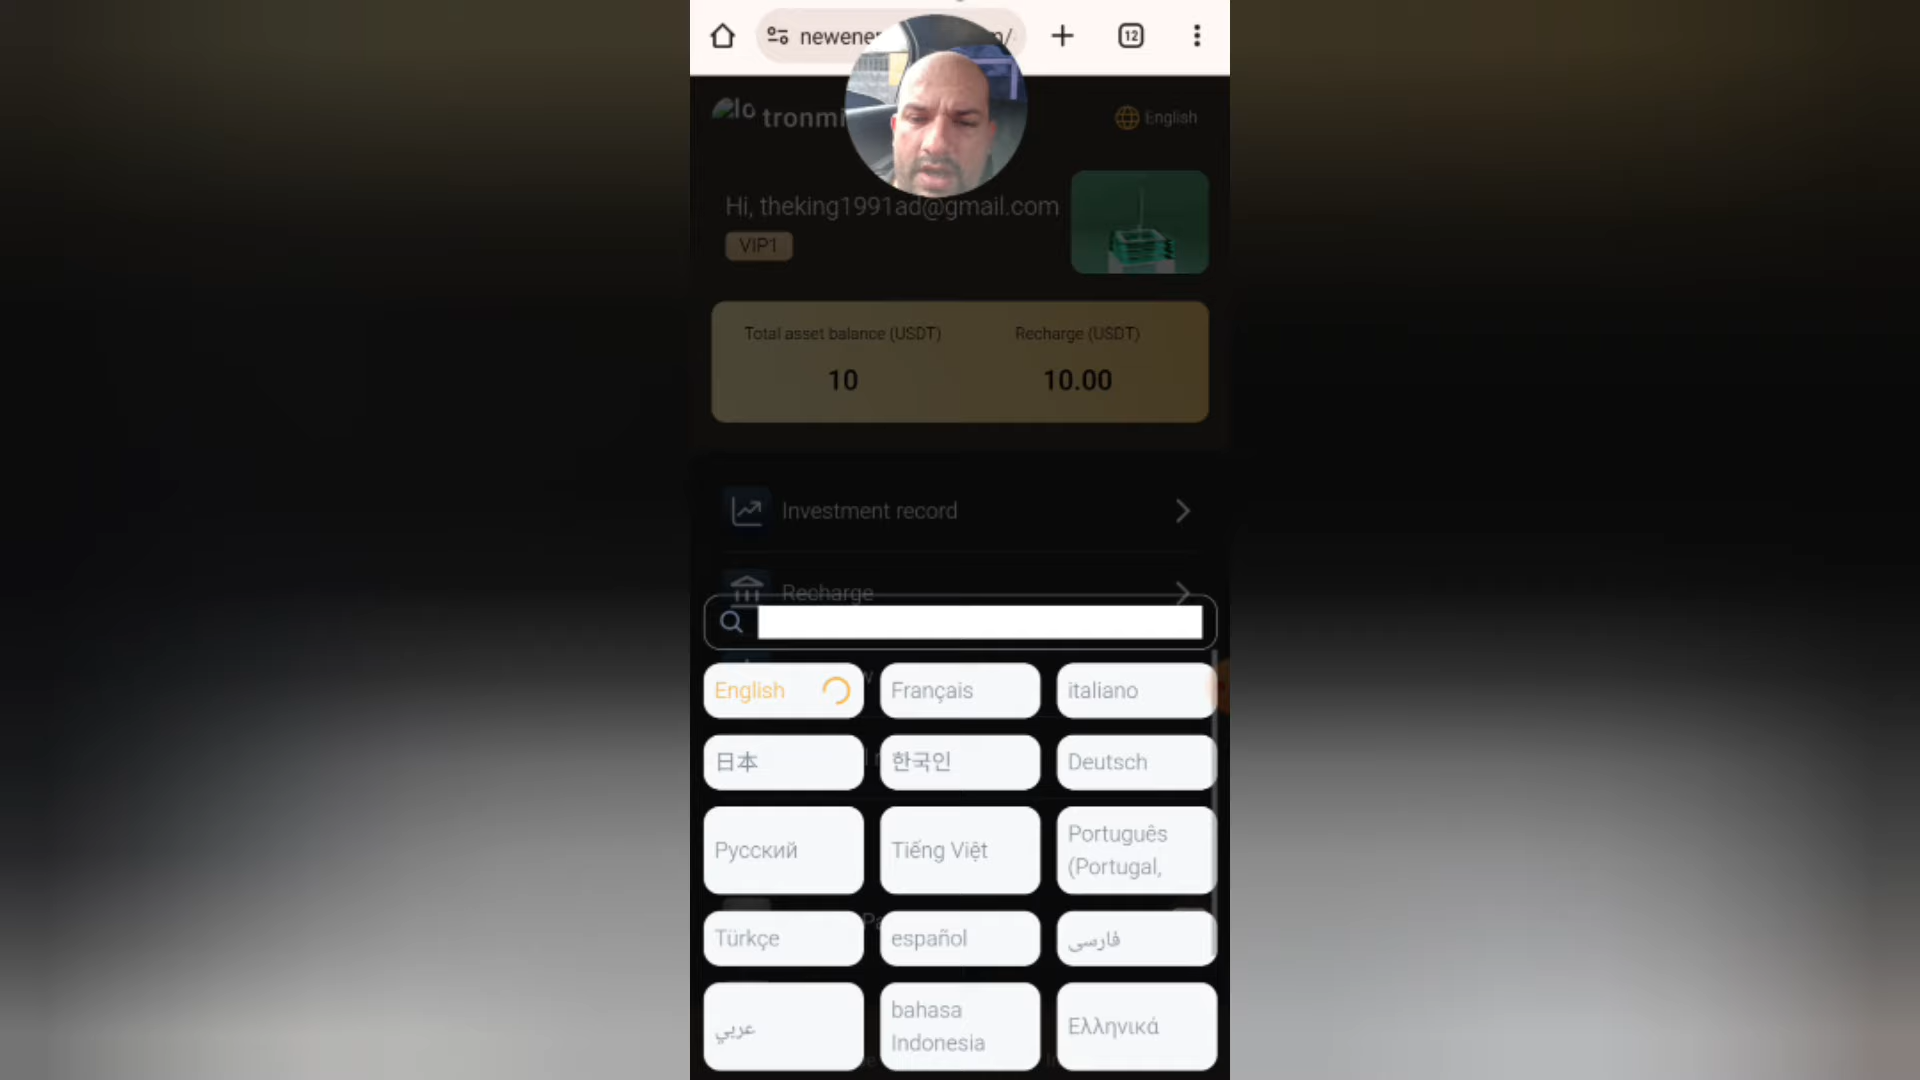 12
lo
English
Hi, theking1991ad@gmail.com
VIP1
Total asset balance (USDT)
Recharge (USDT)
10
10.00
Investment record
Recharge
English
Français
italiano
日本
한국인
Deutsch
Русский
Tiếng Việt
Português
(Portugal,
Türkçe
español
فارسی
عربي
bahasa
Indonesia
Ελληνικά